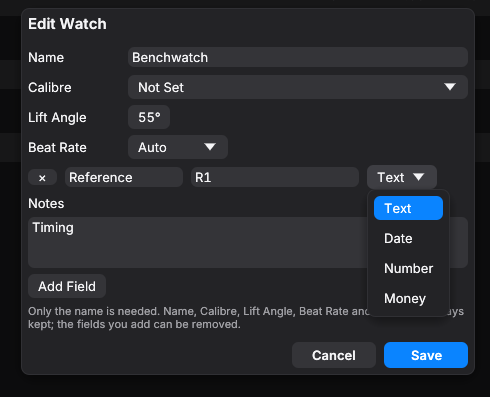 Edit Watch
Name Benchwatch
Calibre Not Set
Lift Angle 55°
Beat Rate Auto
× Reference R1 Text
Text
Date
Number
Money
Notes
Timing
Add Field
Only the name is needed. Name, Calibre, Lift Angle, Beat Rate and
kept; the fields you add can be removed.
Cancel Save